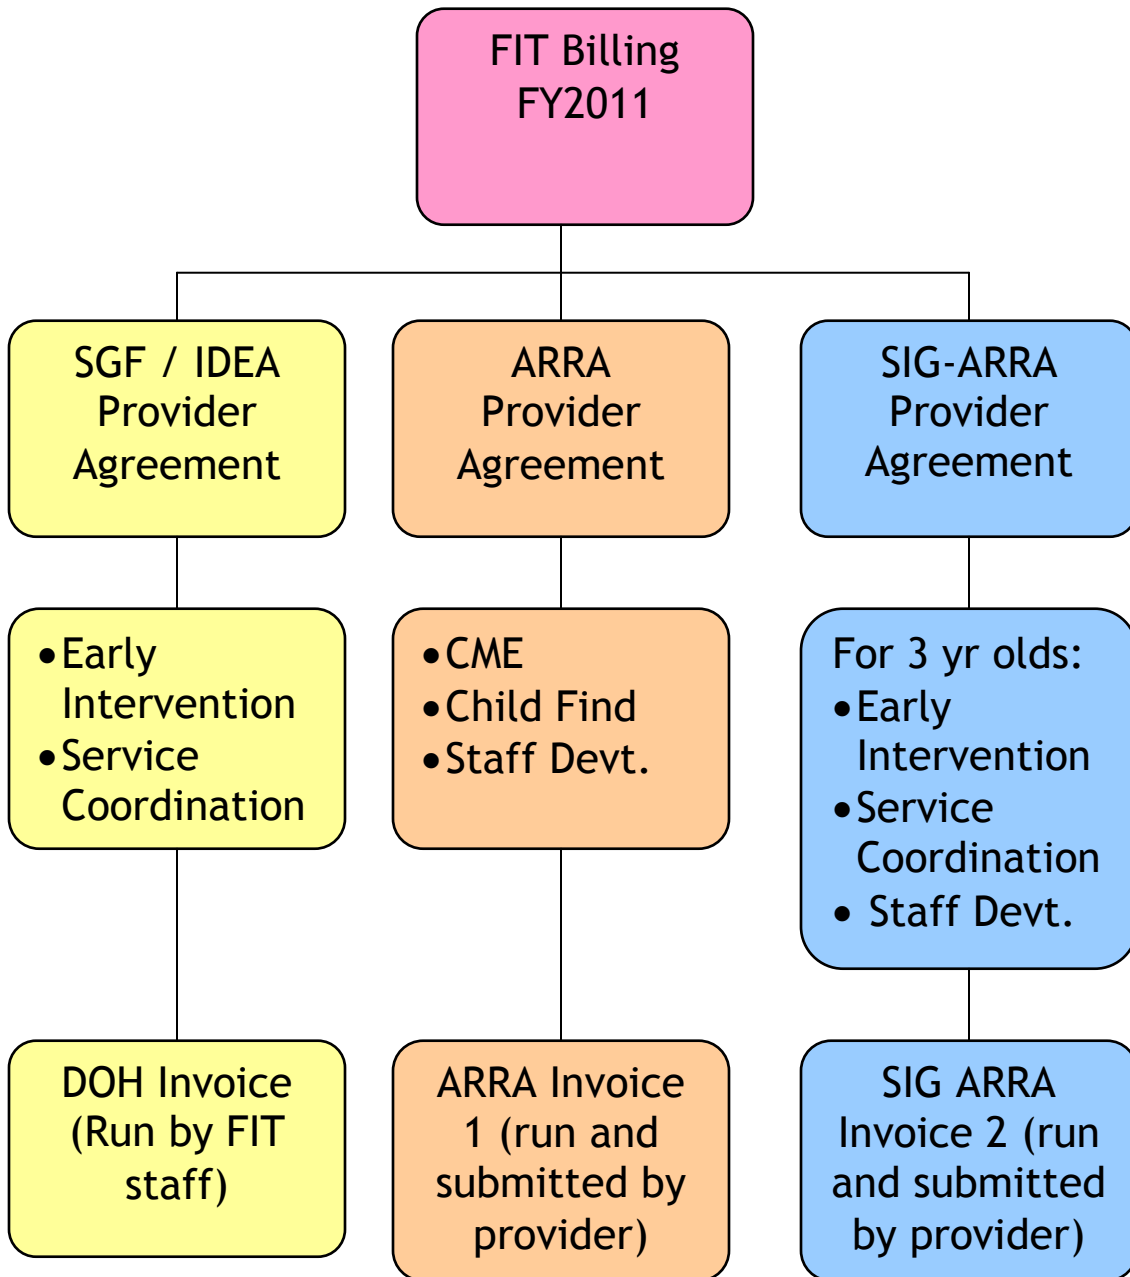 FIT Billing
FY2011
SGF / IDEA
Provider
Agreement
ARRA
Provider
Agreement
SIG-ARRA
Provider
Agreement
•Early
Intervention
•Service
Coordination
•CME
•Child Find
•Staff Devt.
For 3 yr olds:
•Early
Intervention
•Service
Coordination
• Staff Devt.
DOH Invoice
(Run by FIT
staff)
ARRA Invoice
1 (run and
submitted by
provider)
SIG ARRA
Invoice 2 (run
and submitted
by provider)